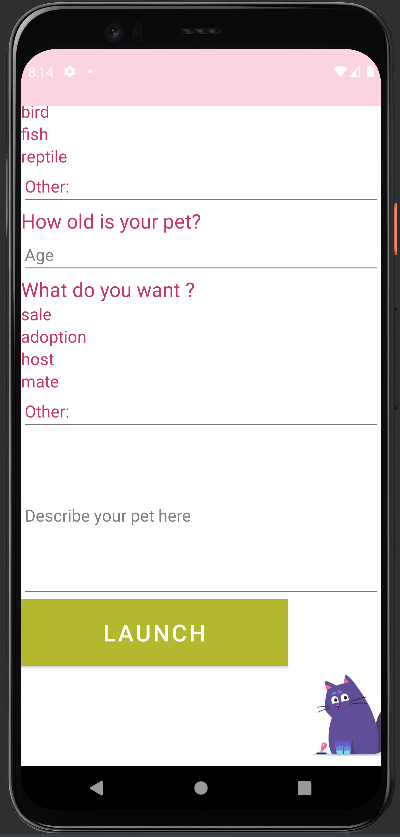 8:14
bird
fish
reptile
Other:
How old is your pet?
Age
What do you want ?
sale
adoption
host
mate
Other:
Describe your pet here
LAUNCH